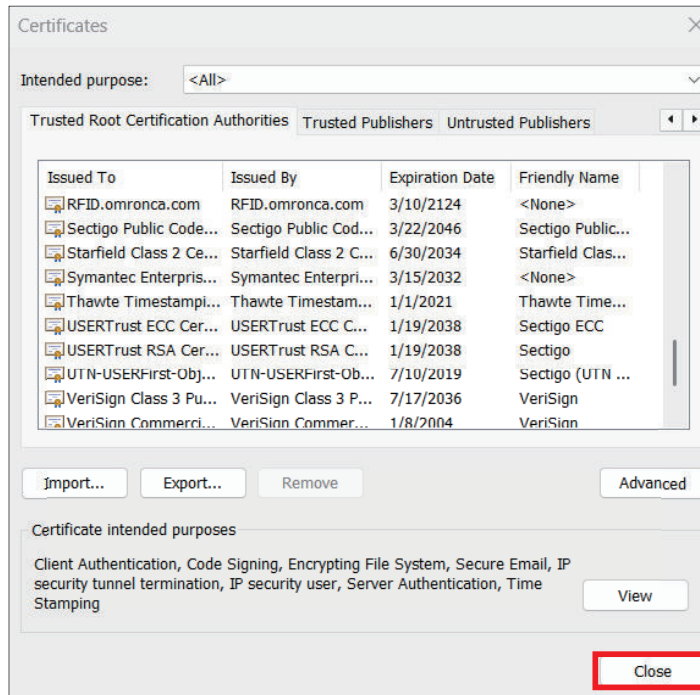 Certificates
Intended purpose: <All>
Trusted Root Certification Authorities Trusted Publishers Untrusted Publishers
Issued To Issued By Expiration Date Friendly Name
RFID.omronca.com RFID.omronca.com 3/10/2124 <None>
Sectigo Public Code... Sectigo Public Cod... 3/22/2046 Sectigo Public...
Starfield Class 2 Ce... Starfield Class 2 C... 6/30/2034 Starfield Clas...
Symantec Enterpris... Symantec Enterpri... 3/15/2032 <None>
Thawte Timestampi... Thawte Timestam... 1/1/2021 Thawte Time...
USERTrust ECC Cer... USERTrust ECC C... 1/19/2038 Sectigo ECC
USERTrust RSA Cer... USERTrust RSA C... 1/19/2038 Sectigo
UTN-USERFirst-Obj... UTN-USERFirst-Ob... 7/10/2019 Sectigo (UTN ...
VeriSign Class 3 Pu... VeriSign Class 3 P... 7/17/2036 VeriSign
VeriSign Commerci... VeriSign Commer... 1/8/2004 VeriSign
Import... Export... Remove Advanced
Certificate intended purposes
Client Authentication, Code Signing, Encrypting File System, Secure Email, IP
security tunnel termination, IP security user, Server Authentication, Time
Stamping
View
Close